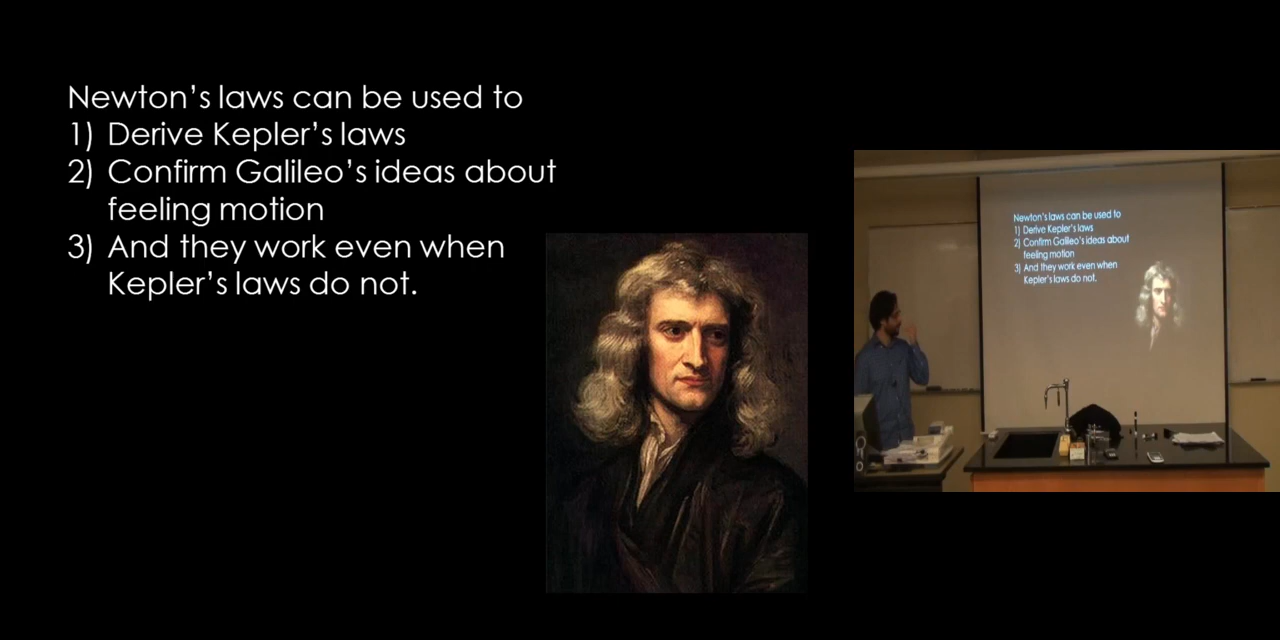 Newton's laws can be used to
1) Derive Kepler's laws
2) Confirm Galileo's ideas about
feeling motion
3) And they work even when
Kepler's laws do not.
Newton's laws can be used to
1) Derive Kepler's laws
2) Confirm Galileo's ideas about
feeling motion
3) And they work even when
Kepler's laws do not.